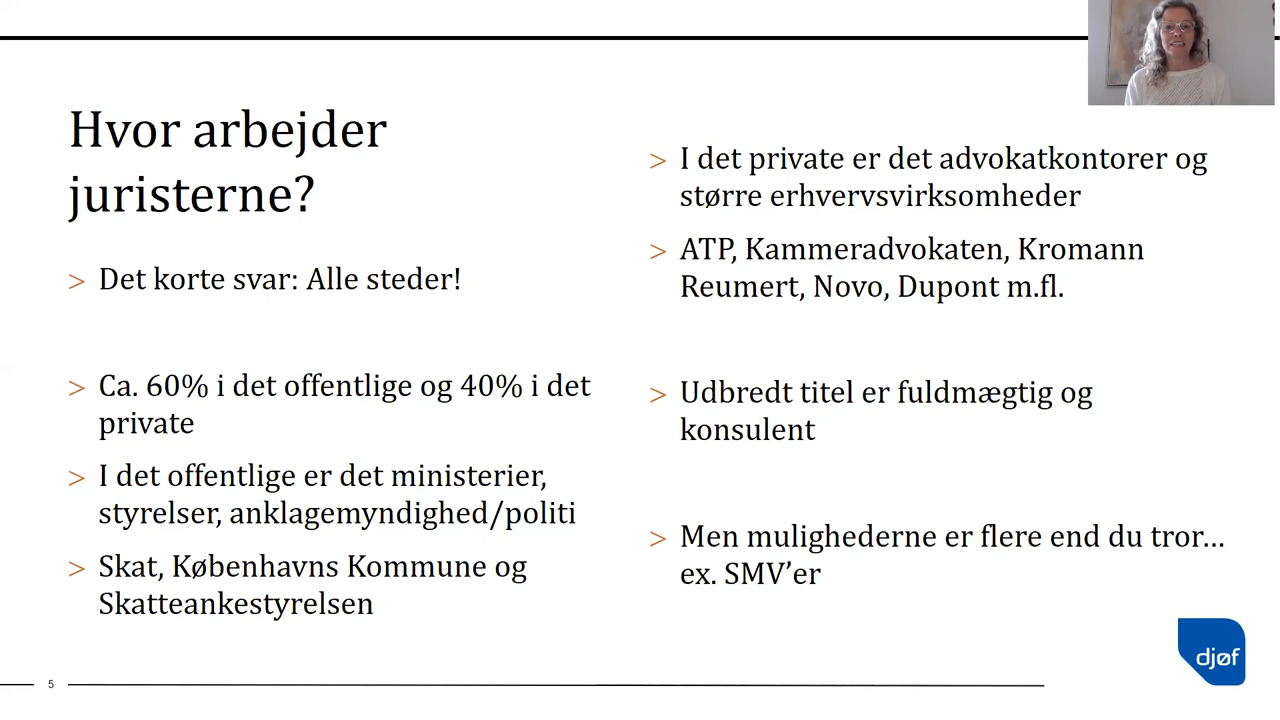 Hvor arbejder
juristerne?
> Det korte svar: Alle steder!
> Ca. 60% i det offentlige og 40% i det
private
> I det offentlige er det ministerier,
styrelser, anklagemyndighed/politi
> Skat, Københavns Kommune og
Skatteankestyrelsen
> I det private er det advokatkontorer og
større erhvervsvirksomheder
> ATP, Kammeradvokaten, Kromann
Reumert, Novo, Dupont m.fl.
> Udbredt titel er fuldmægtig og
konsulent
> Men mulighederne er flere end du tror...
ex. SMV’er
djøf
5